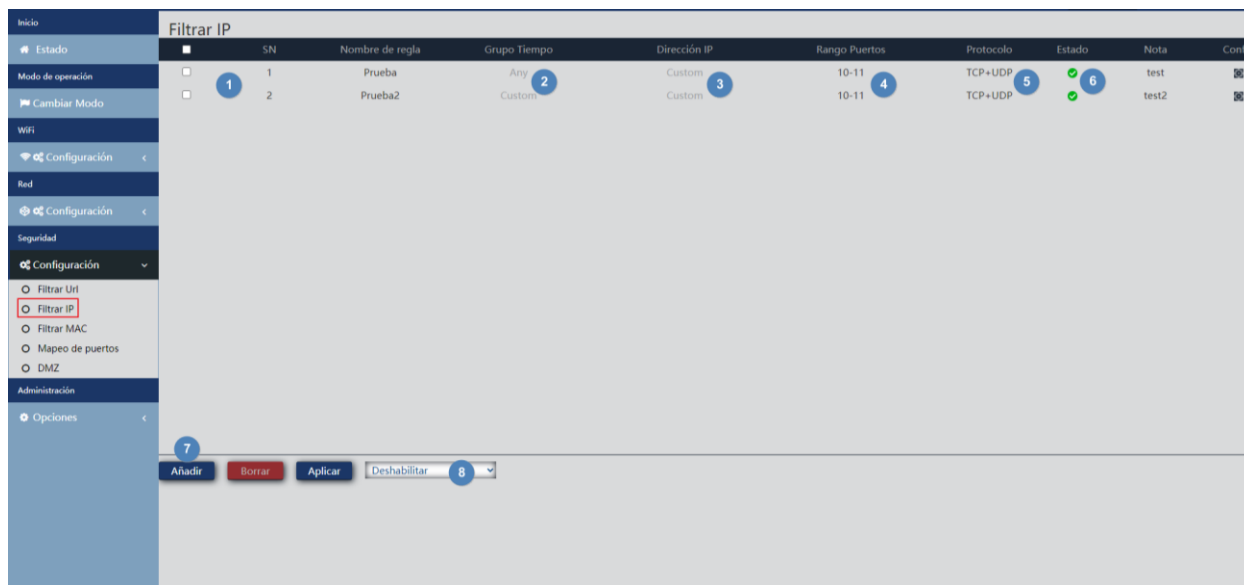 Inicio
Estado
Modo de operación
Cambiar Modo
WiFi
Configuración
Red
Configuración
Seguridad
Configuración
Filtrar Url
Filtrar IP
Filtrar MAC
Mapeo de puertos
DMZ
Administración
Opciones
Filtrar IP
SN Nombre de regla Grupo Tiempo Dirección IP Rango Puertos Protocolo Estado Nota Conf
1 1 Prueba Any 2 Custom 3 10-11 4 TCP+UDP 5 6 test
2 Prueba2 Custom Custom 10-11 TCP+UDP test2
7
Añadir Borrar Aplicar Deshabilitar 8